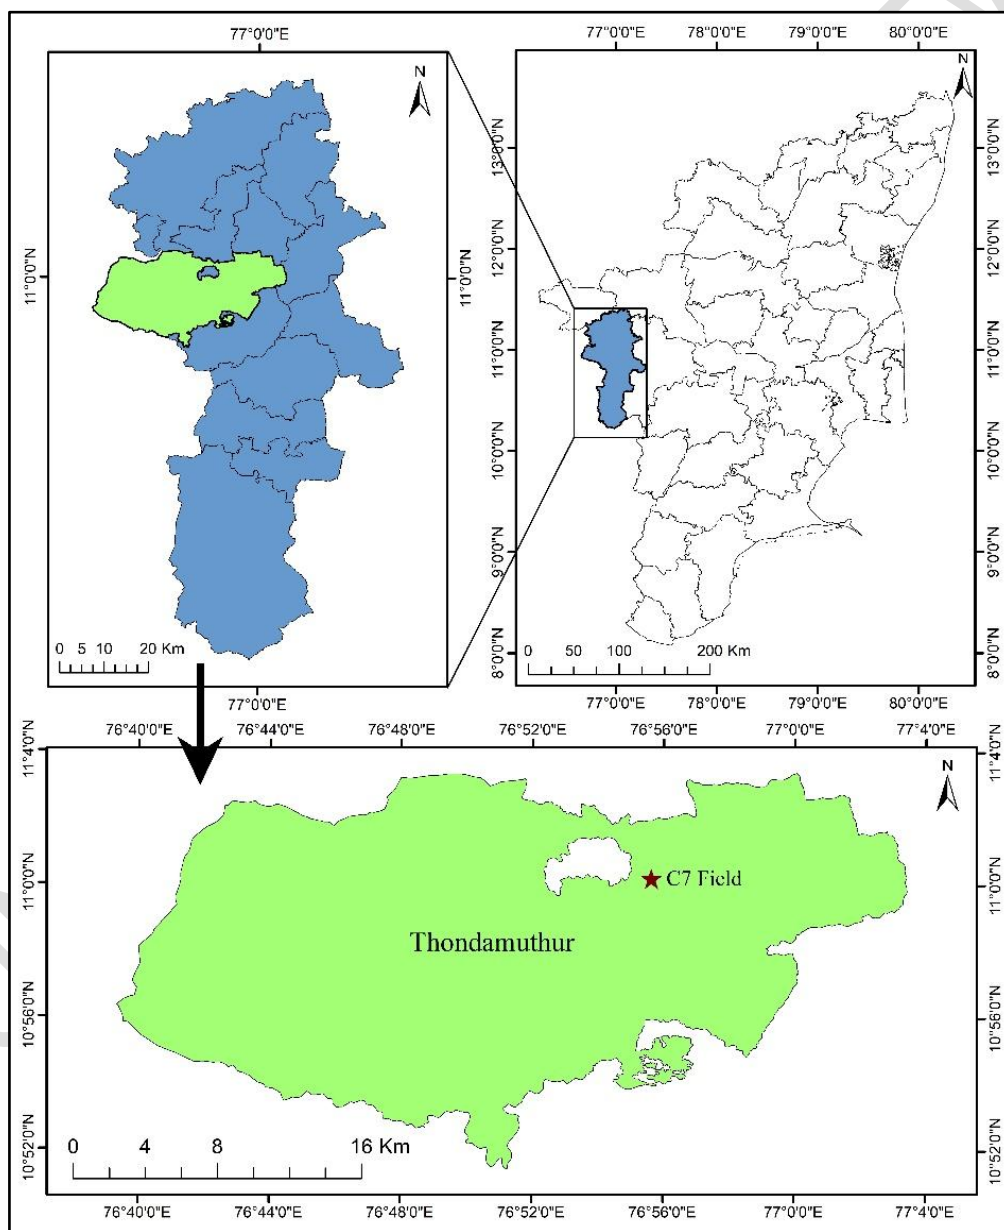 77°0'0"E
77°0'0"E 78°0'0"E 79°0'0"E 80°0'0"E
N
N
13°0'0"N
13°0'0"N
12°0'0"N
12°0'0"N
11°0'0"N
11°0'0"N
11°0'0"N
11°0'0"N
10°0'0"N
10°0'0"N
9°0'0"N
9°0'0"N
8°0'0"N
8°0'0"N
0 5 10 20 Km
0 50 100 200 Km
77°0'0"E
77°0'0"E 78°0'0"E 79°0'0"E 80°0'0"E
76°40'0"E 76°44'0"E 76°48'0"E 76°52'0"E 76°56'0"E 77°0'0"E 77°4'0"E
11°4'0"N
11°4'0"N
N
11°0'0"N
11°0'0"N
C7 Field
Thondamuthur
10°56'0"N
10°56'0"N
10°52'0"N
10°52'0"N
0 4 8 16 Km
76°40'0"E 76°44'0"E 76°48'0"E 76°52'0"E 76°56'0"E 77°0'0"E 77°4'0"E